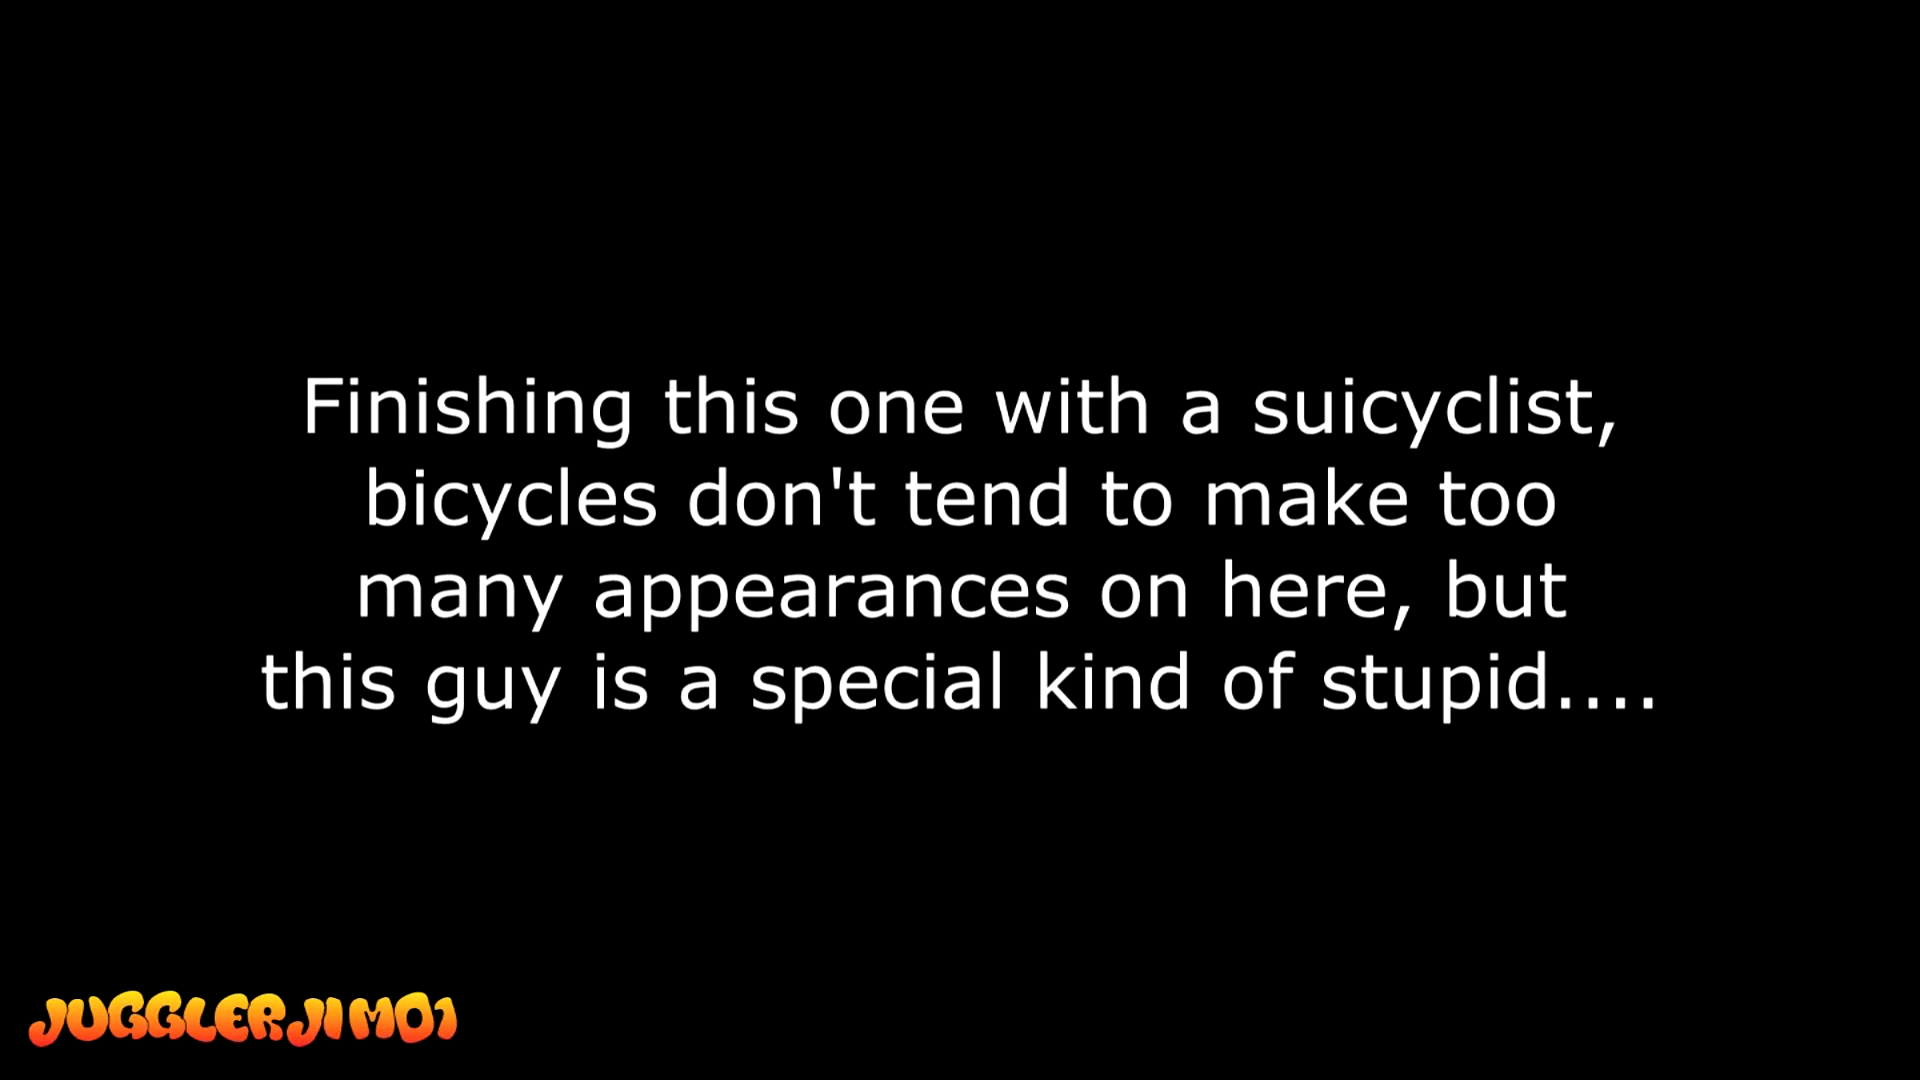 Finishing this one with a suicyclist,
bicycles don't tend to make too
many appearances on here, but
this guy is a special kind of stupid....
JUGGLERJIM01